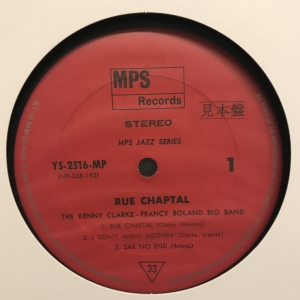 MPS
Records
STEREO
見本盤
MPS JAZZ SERIES
YS-2516-MP
1
RUE CHAPTAL
THE KENNY CLARKE-FRANCY BOLAND BIG BAND
1. RUE CHAPTAL
2. I DON'T WANT NOTHIN'
3. SAX NO END
33